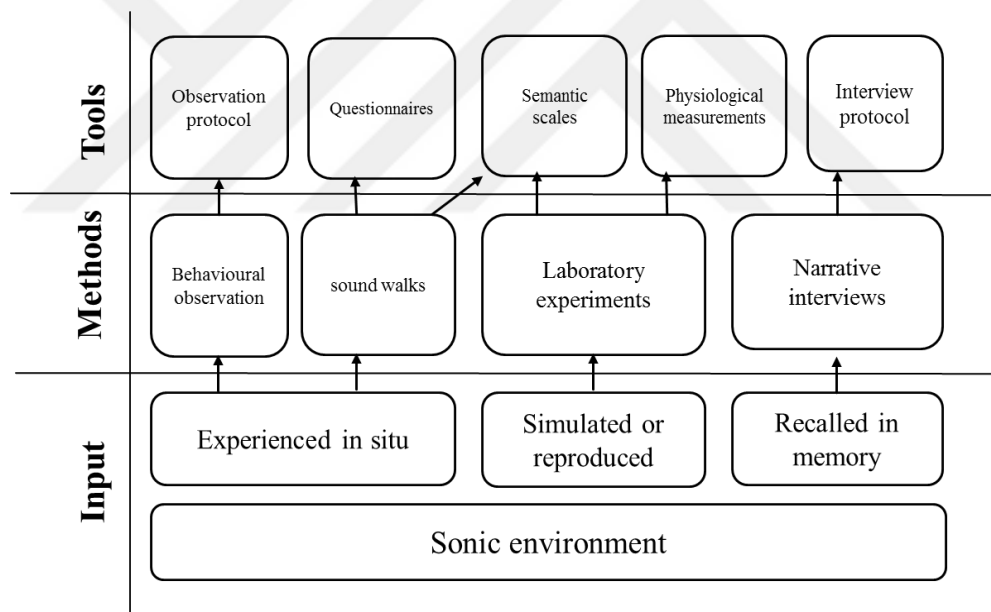 Tools
Observation
protocol
Questionnaires
Semantic
scales
Physiological
measurements
Interview
protocol
Methods
Behavioural
observation
sound walks
Laboratory
experiments
Narrative
interviews
Input
Experienced in situ
Simulated or
reproduced
Recalled in
memory
Sonic environment